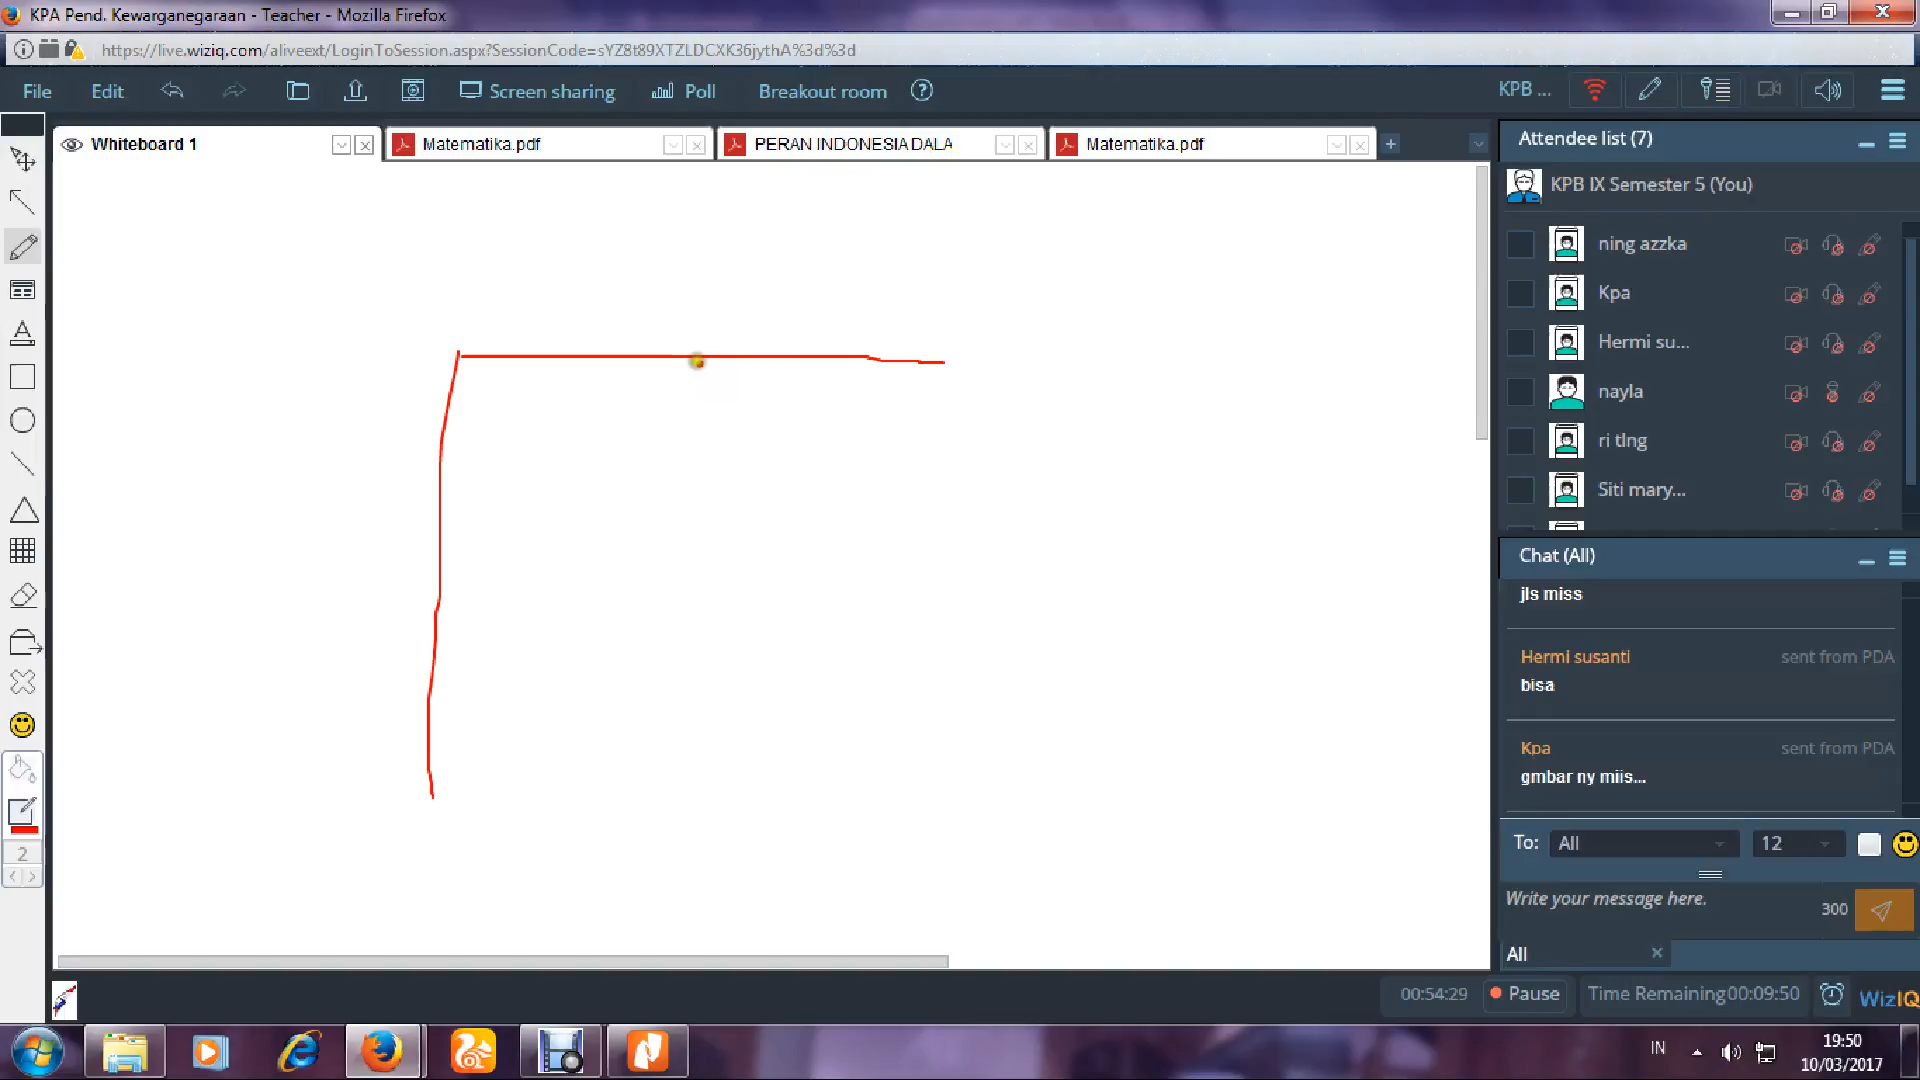 KPA Pend. Kewarganegaraan - Teacher - Mozilla Firefox
https://live.wiziq.com/aliveext/LoginToSession.aspx?SessionCode=sYZ8t89XTZLDCXK36jythA%3d%3d
File Edit Screen sharing Poll Breakout room ? KPB ...
Whiteboard 1 Matematika.pdf PERAN INDONESIA DALA Matematika.pdf
Attendee list (7)
KPB IX Semester 5 (You)
ning azzka
Kpa
Hermi su...
nayla
ri tlng
Siti mary...
Chat (All)
jls miss
Hermi susanti sent from PDA
bisa
Kpa sent from PDA
gmbar ny miis...
To: All 12
Write your message here. 300
All
2
00:54:29 Pause Time Remaining 00:09:50 WizIQ
IN 19:50
10/03/2017